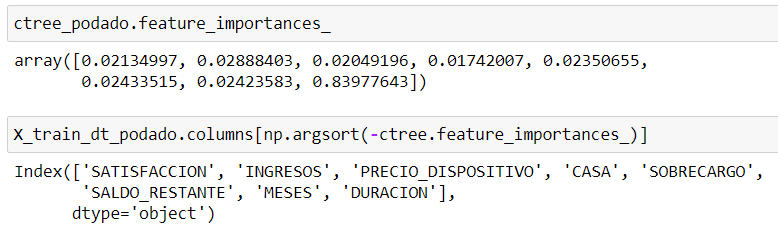 ctree_podado.feature_importances_
array([0.02134997, 0.02888403, 0.02049196, 0.01742007, 0.02350655,
0.02433515, 0.02423583, 0.83977643])
X_train_dt_podado.columns[np.argsort(-ctree.feature_importances_)]
Index(['SATISFACCION', 'INGRESOS', 'PRECIO_DISPOSITIVO', 'CASA', 'SOBRECARGO',
'SALDO_RESTANTE', 'MESES', 'DURACION'],
dtype='object')